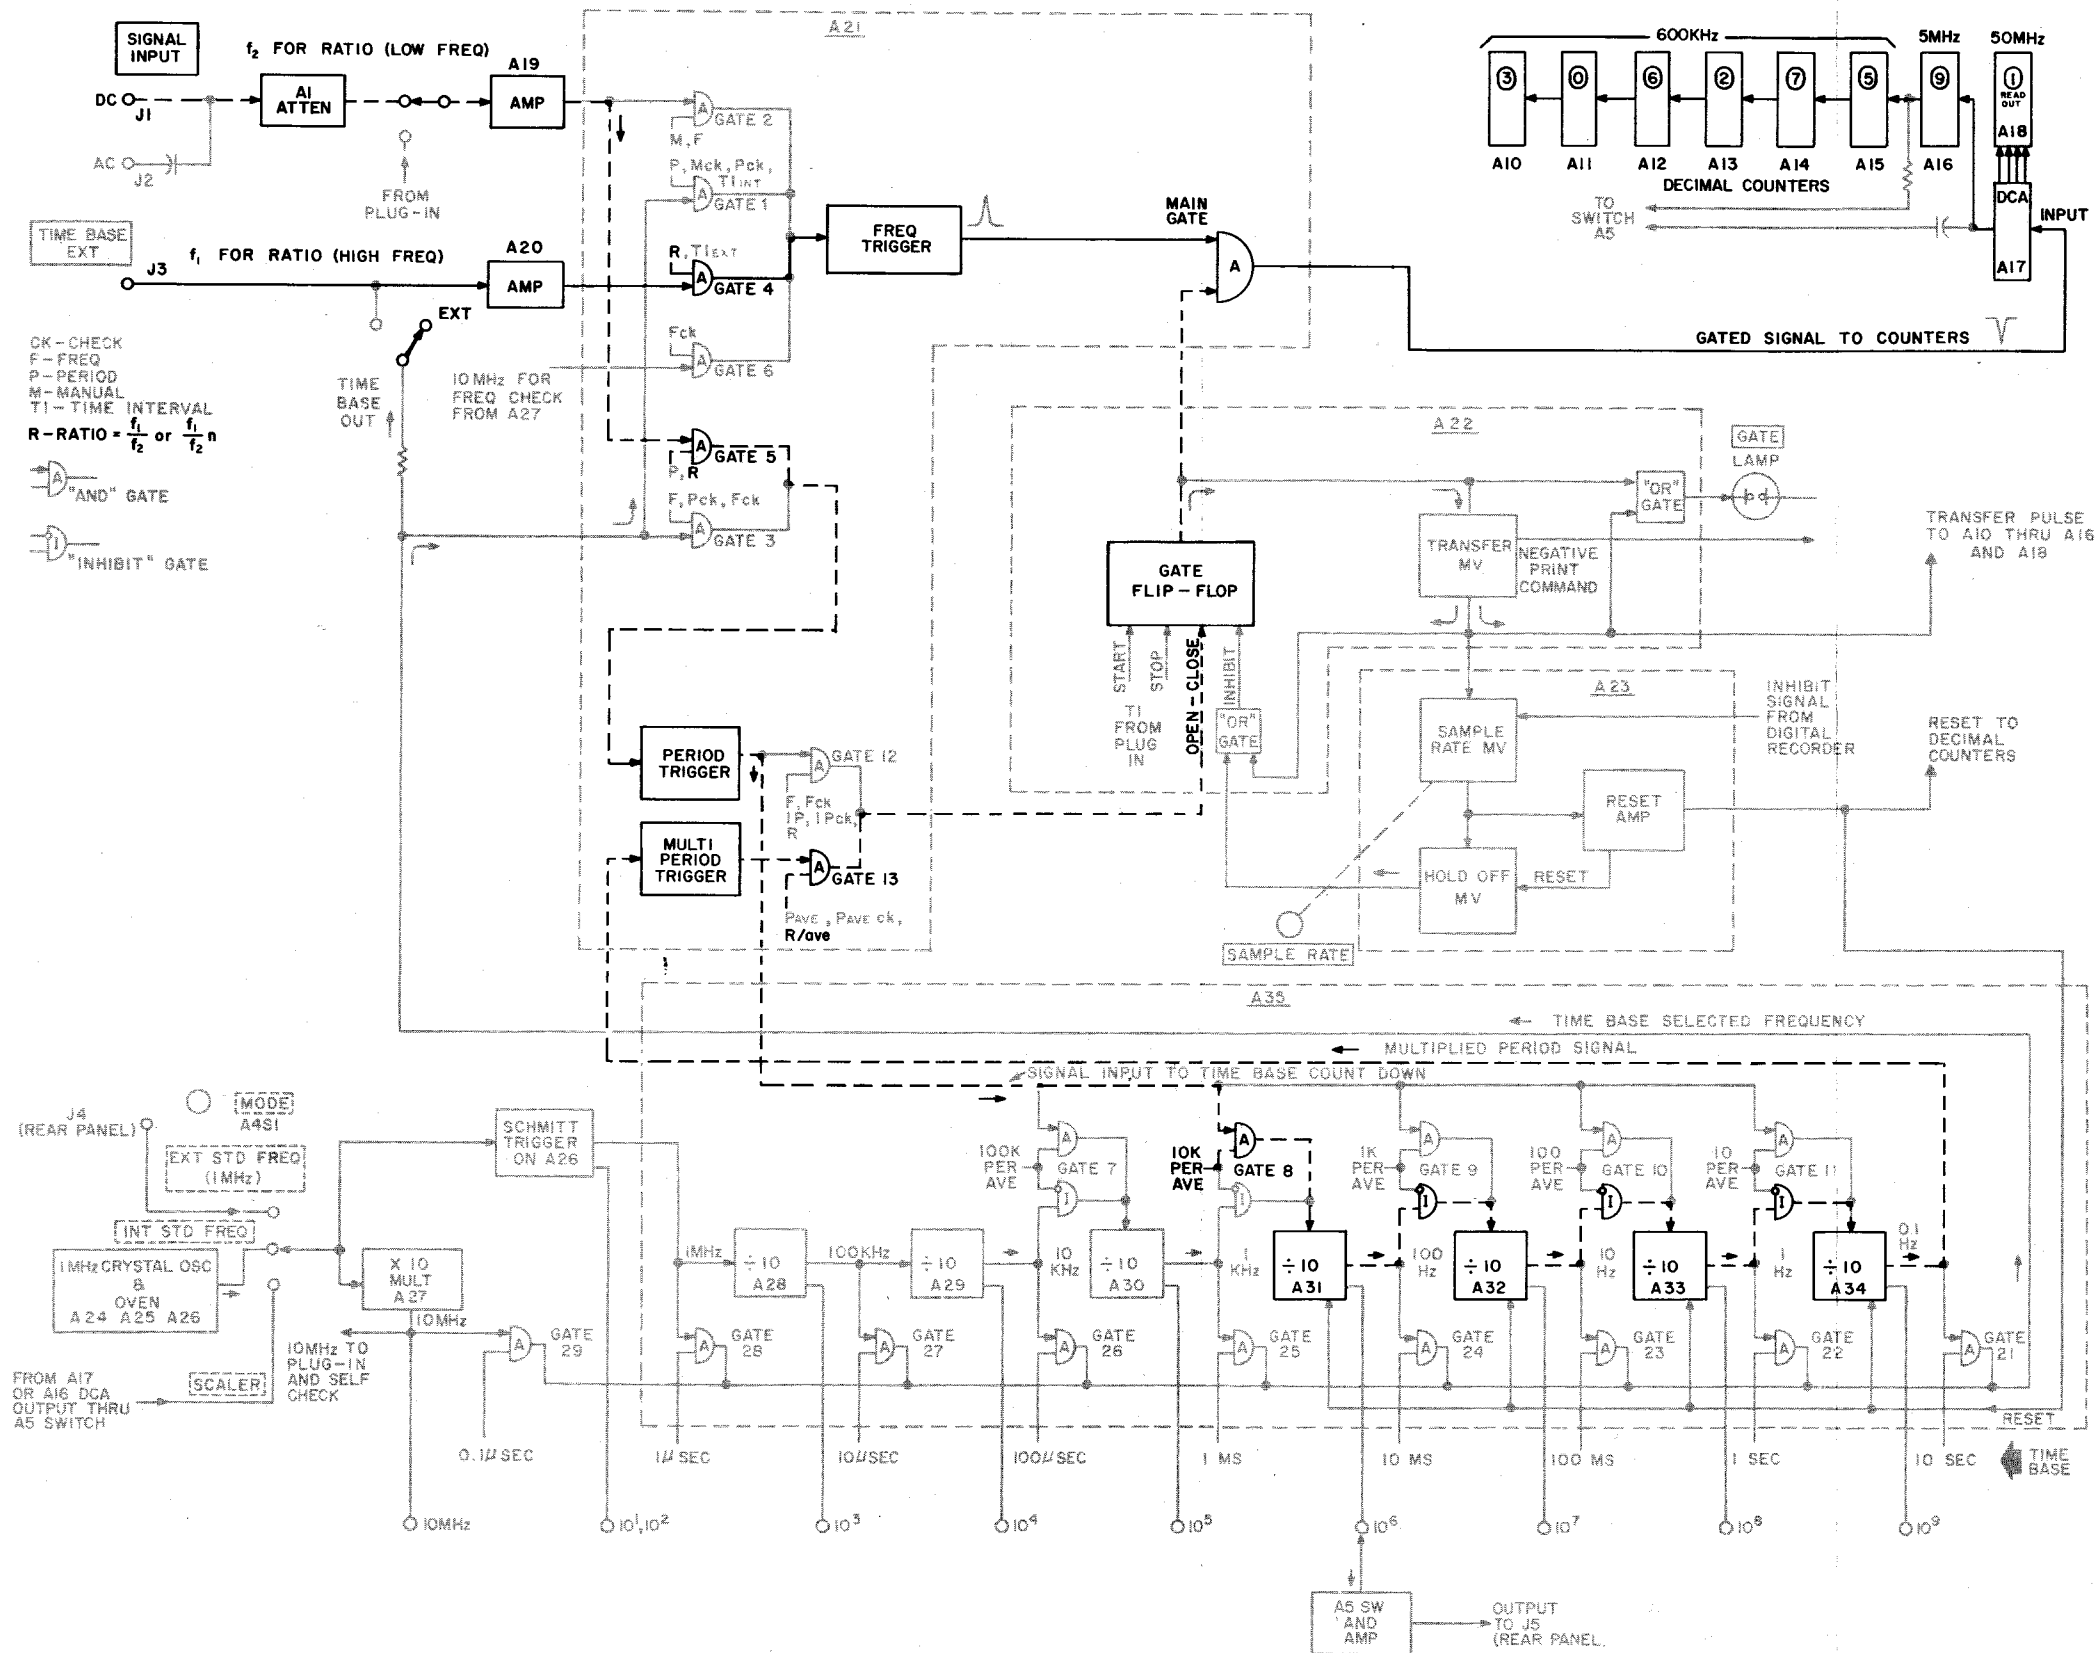 A21
SIGNAL
INPUT
f₂ FOR RATIO (LOW FREQ)
DC
J1
A1
ATTEN
A19
AMP
AC
J2
FROM
PLUG-IN
GATE 2
M, F
P, Mck, Pck,
TI INT
GATE 1
TIME BASE
EXT
f₁ FOR RATIO (HIGH FREQ)
J3
A20
AMP
R, TI EXT
GATE 4
EXT
FREQ
TRIGGER
MAIN
GATE
A
600KHz
5MHz
50MHz
3
0
6
2
7
5
9
1
READ
OUT
A18
A10
A11
A12
A13
A14
A15
A16
DECIMAL COUNTERS
TO
SWITCH
A5
DCA
A17
INPUT
GATED SIGNAL TO COUNTERS
CK-CHECK
F-FREQ
P-PERIOD
M-MANUAL
TI-TIME INTERVAL
R-RATIO = f₁/f₂ or f₁/f₂ n
A
"AND" GATE
I
"INHIBIT" GATE
TIME
BASE
OUT
Fck
GATE 6
10MHz FOR
FREQ CHECK
FROM A27
GATE 5
P, R
F, Pck, Fck
GATE 3
A22
GATE
LAMP
"OR"
GATE
TRANSFER
MV
NEGATIVE
PRINT
COMMAND
TRANSFER PULSE
TO A10 THRU A16
AND A18
GATE
FLIP-FLOP
START
STOP
OPEN-CLOSE
INHIBIT
TI
FROM
PLUG
IN
"OR"
GATE
A23
SAMPLE
RATE MV
INHIBIT
SIGNAL
FROM
DIGITAL
RECORDER
RESET TO
DECIMAL
COUNTERS
RESET
AMP
HOLD OFF
MV
RESET
SAMPLE RATE
PERIOD
TRIGGER
GATE 12
F, Fck
IP, IPck,
R
MULTI
PERIOD
TRIGGER
GATE 13
PAVE, PAVE ck,
R/ave
A35
TIME BASE SELECTED FREQUENCY
MULTIPLIED PERIOD SIGNAL
SIGNAL INPUT TO TIME BASE COUNT DOWN
J4
(REAR PANEL)
MODE
A4S1
EXT STD FREQ
(1MHz)
INT STD FREQ
1MHz CRYSTAL OSC
&
OVEN
A24 A25 A26
X 10
MULT
A27
10MHz
SCHMITT
TRIGGER
ON A26
100K
PER
AVE
GATE 7
10K
PER
AVE
GATE 8
1K
PER
AVE
GATE 9
100
PER
AVE
GATE 10
10
PER
AVE
GATE 11
1MHz
÷10
A28
100KHz
÷10
A29
10
KHz
÷10
A30
1
KHz
÷10
A31
100
Hz
÷10
A32
10
Hz
÷10
A33
1
Hz
÷10
A34
0.1
Hz
10MHz TO
PLUG-IN
AND SELF
CHECK
SCALER
FROM A17
OR A16 DCA
OUTPUT THRU
A5 SWITCH
GATE
29
GATE
28
GATE
27
GATE
26
GATE
25
GATE
24
GATE
23
GATE
22
GATE
21
RESET
0.1μSEC
1μSEC
10μSEC
100μSEC
1 MS
10 MS
100 MS
1 SEC
10 SEC
TIME
BASE
10MHz
10¹,10²
10³
10⁴
10⁵
10⁶
10⁷
10⁸
10⁹
A5 SW
AND
AMP
OUTPUT
TO J5
(REAR PANEL